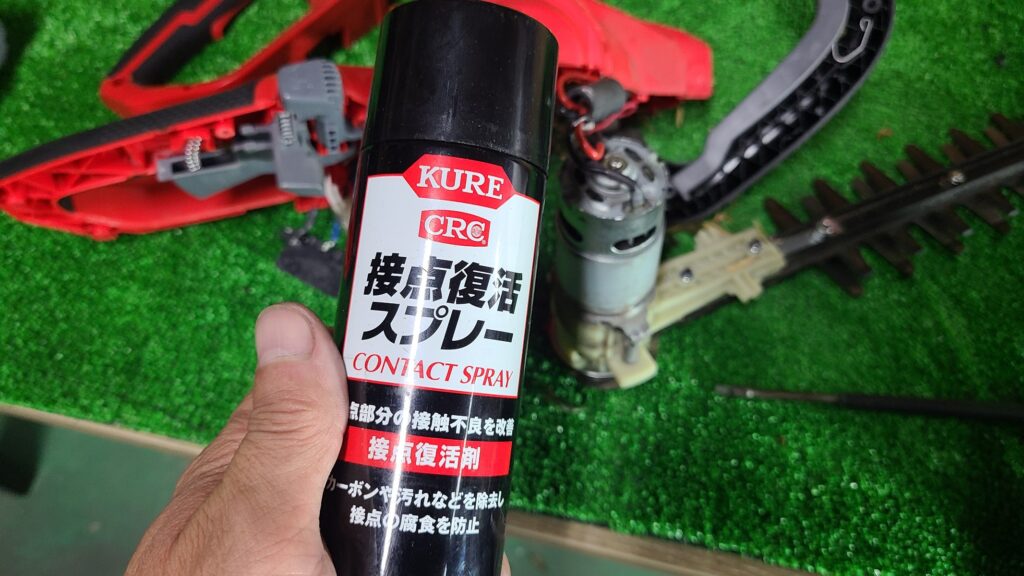 KURE
CRC
接点復活
スプレー
CONTACT SPRAY
点部分の接触不良を改善
接点復活剤
カーボンや汚れなどを除去し
接点の腐食を防止